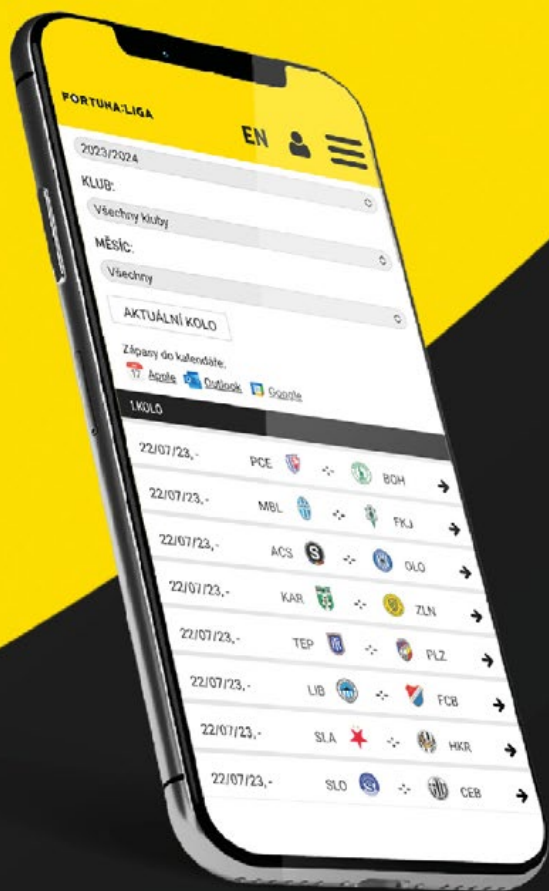 FORTUNA:LIGA
EN
2023/2024
KLUB:
Všechny kluby
MĚSÍC:
Všechny
AKTUÁLNÍ KOLO
Zápasy do kalendáře:
17 Apple Outlook Google
1.KOLO
22/07/23,- PCE -:- BOH
22/07/23,- MBL -:- FKJ
22/07/23,- ACS S -:- OLO
22/07/23,- KAR -:- ZLN
22/07/23,- TEP -:- PLZ
22/07/23,- LIB -:- FCB
22/07/23,- SLA -:- HKR
22/07/23,- SLO -:- CEB